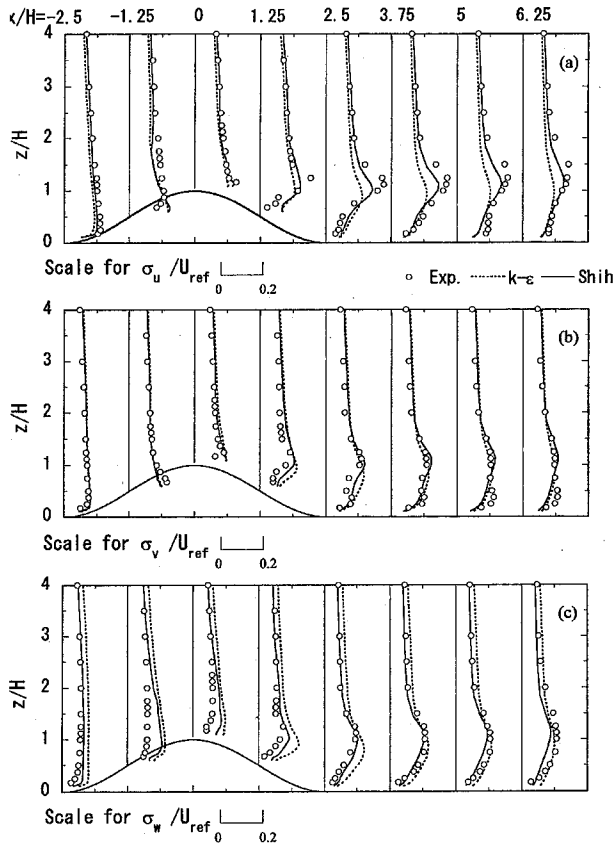 x/H=-2.5 -1.25 0 1.25 2.5 3.75 5 6.25
4
(a)
3
z/H
2
1
0
Scale for σu /Uref
0 0.2
Exp. k-ε Shih
4
(b)
3
z/H
2
1
0
Scale for σv /Uref
0 0.2
4
(c)
3
z/H
2
1
0
Scale for σw /Uref
0 0.2